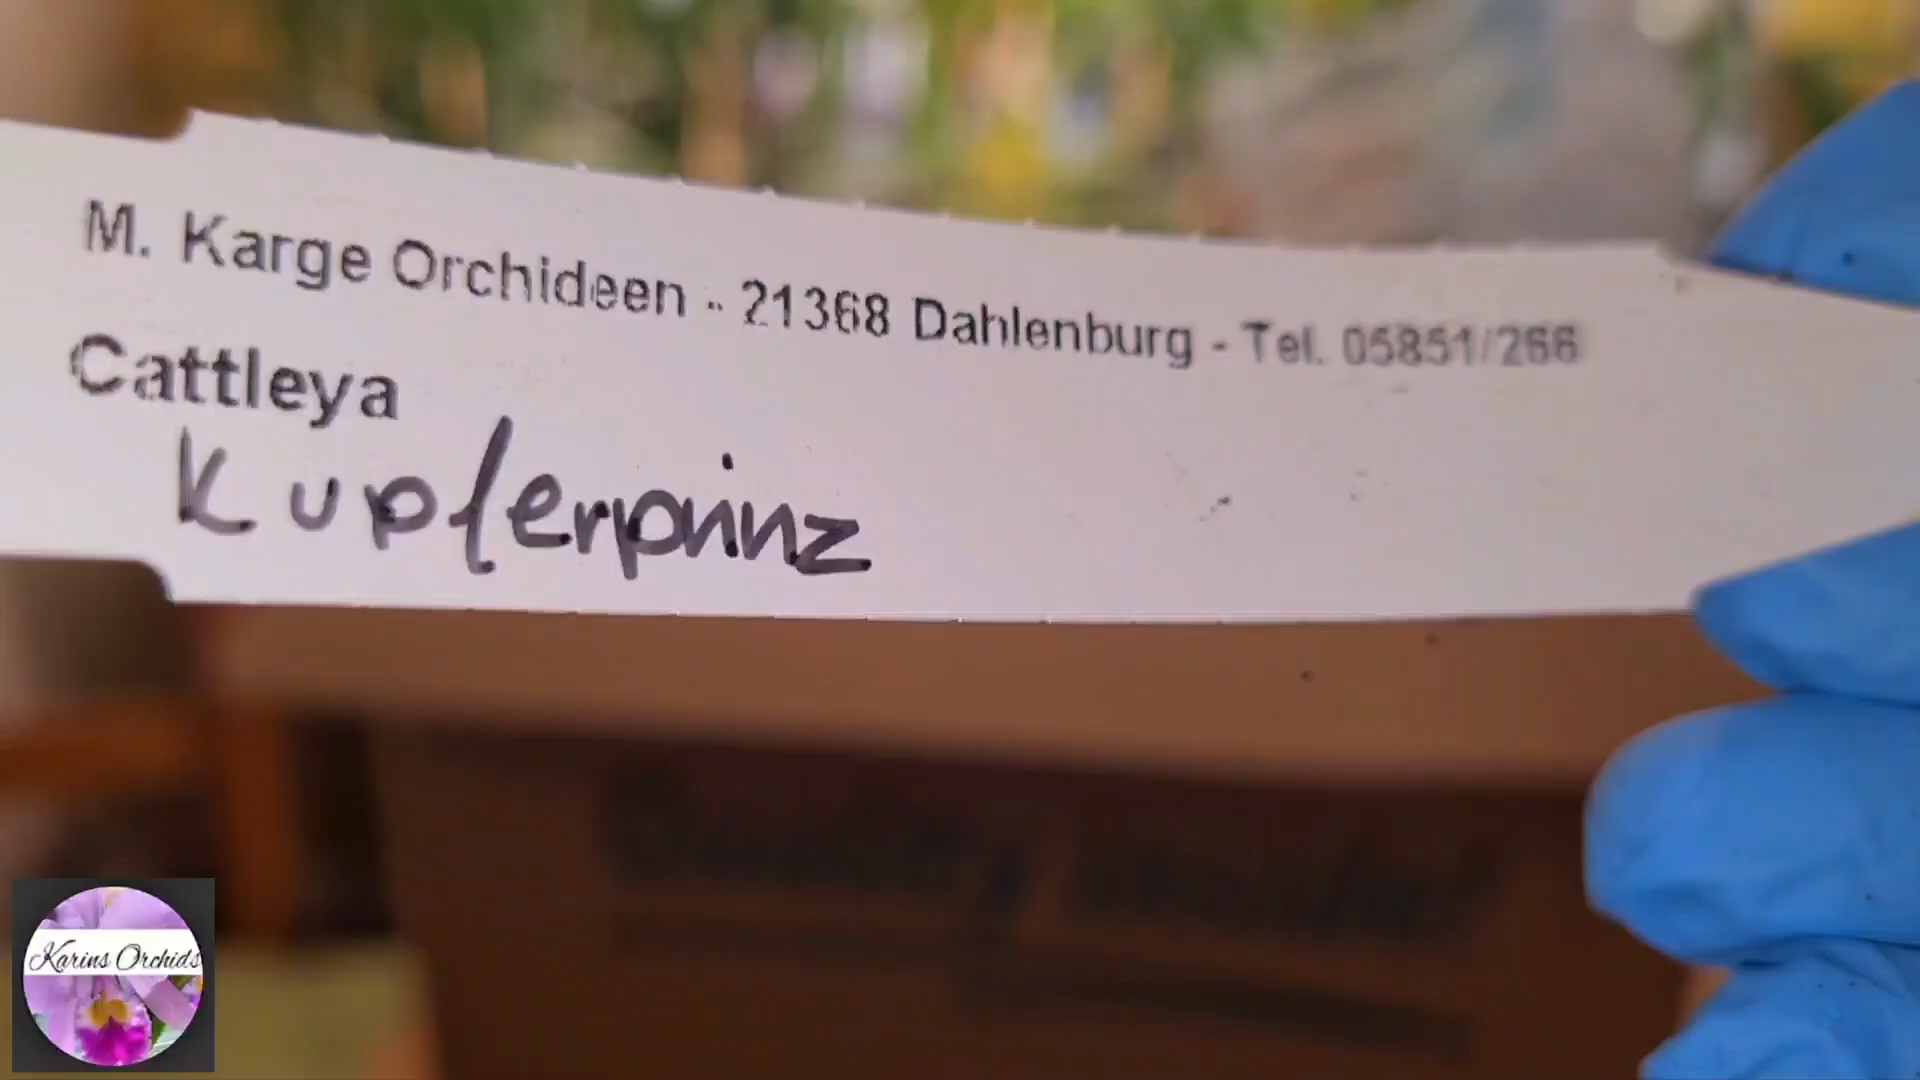 M. Karge Orchideen - 21368 Dahlenburg - Tel. 05851/266
Cattleya
Kupferprinz
Karins Orchids